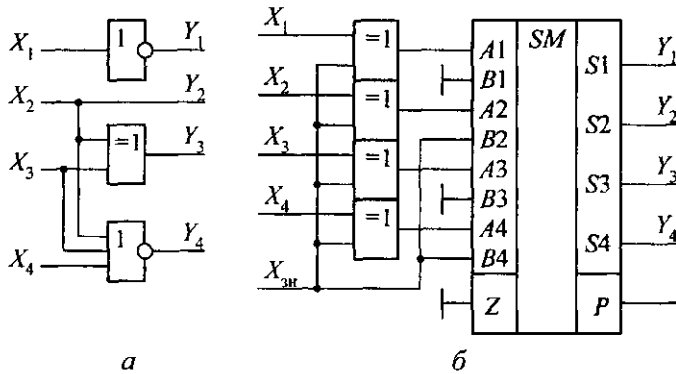 X₁ 1 Y₁
X₂ Y₂
X₃ =1 Y₃
X₄ 1 Y₄
а
X₁ =1 A1 SM S1 Y₁
B1
X₂ =1 A2 S2 Y₂
B2
X₃ =1 A3 S3 Y₃
B3
X₄ =1 A4 S4 Y₄
B4
Xзн Z P
б